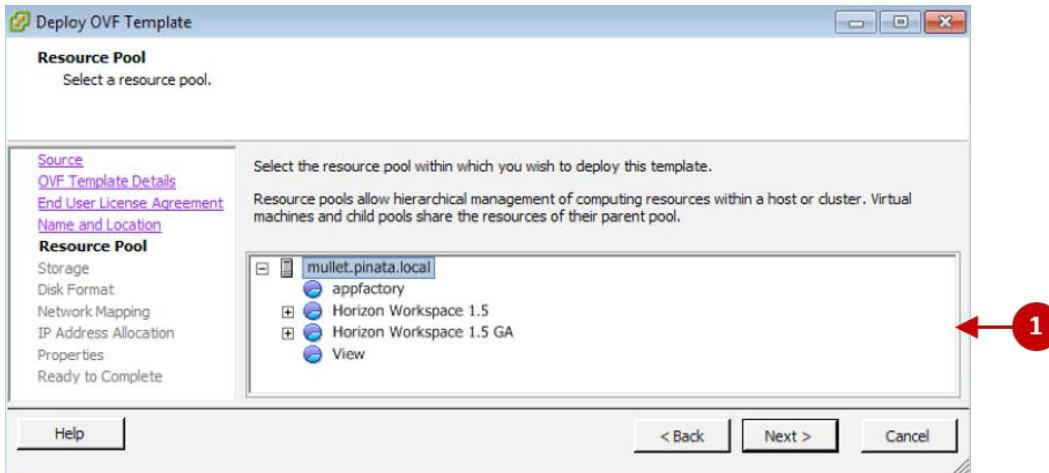 Deploy OVF Template
Resource Pool
Select a resource pool.
Source
OVF Template Details
End User License Agreement
Name and Location
Resource Pool
Storage
Disk Format
Network Mapping
IP Address Allocation
Properties
Ready to Complete
Select the resource pool within which you wish to deploy this template.
Resource pools allow hierarchical management of computing resources within a host or cluster. Virtual
machines and child pools share the resources of their parent pool.
mullet.pinata.local
appfactory
Horizon Workspace 1.5
Horizon Workspace 1.5 GA
View
1
Help
< Back
Next >
Cancel